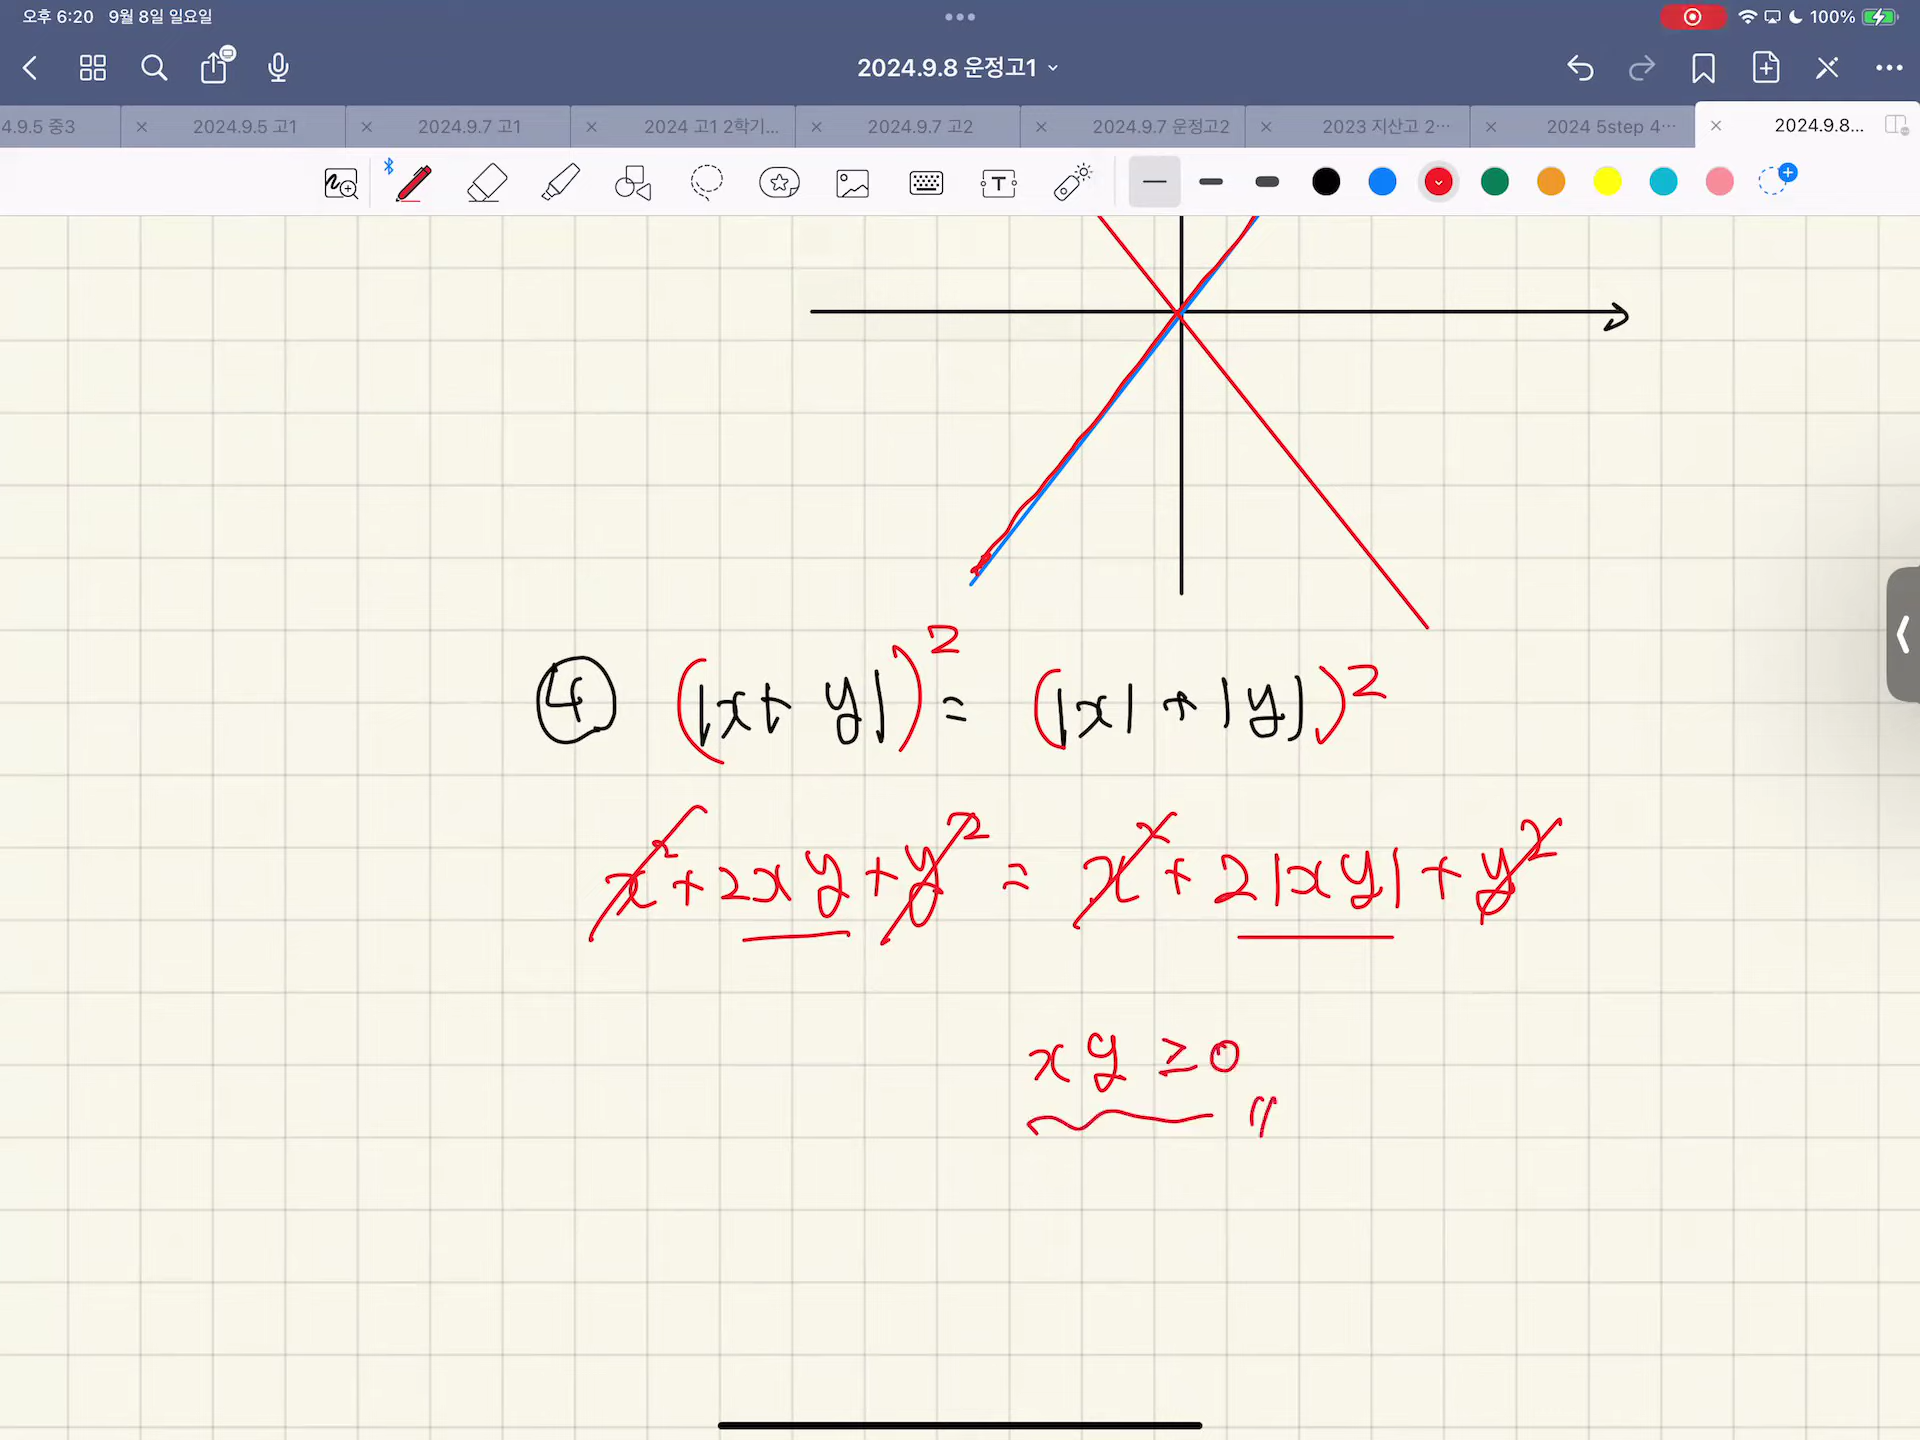 오후 6:20 9월 8일 일요일
100%
2024.9.8 운정고1
4.9.5 중3
2024.9.5 고1
2024.9.7 고1
2024 고1 2학기...
2024.9.7 고2
2024.9.7 운정고2
2023 지산고 2...
2024 5step 4...
2024.9.8...
T
④ (|x+y|)² = (|x|+|y|)²
x²+2xy+y² = x²+2|xy|+y²
xy ≥ 0